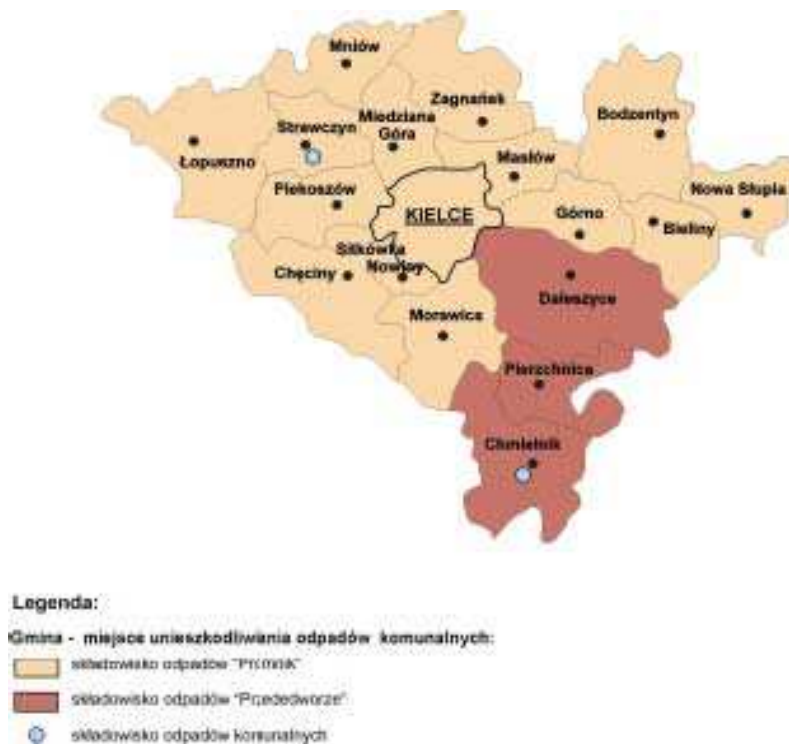 Mniów
Zagnańsk
Bodzentyn
Strawczyn
Miedziana
Góra
Łopuszno
Masłów
Nowa Słupia
Piekoszów
KIELCE
Górno
Bieliny
Sitkówka
Nowiny
Chęciny
Daleszyce
Morawica
Pierzchnica
Chmielnik
Legenda:
Gmina - miejsce unieszkodliwiania odpadów komunalnych:
składowisko odpadów "Promnik"
składowisko odpadów "Przededworze"
składowisko odpadów komunalnych